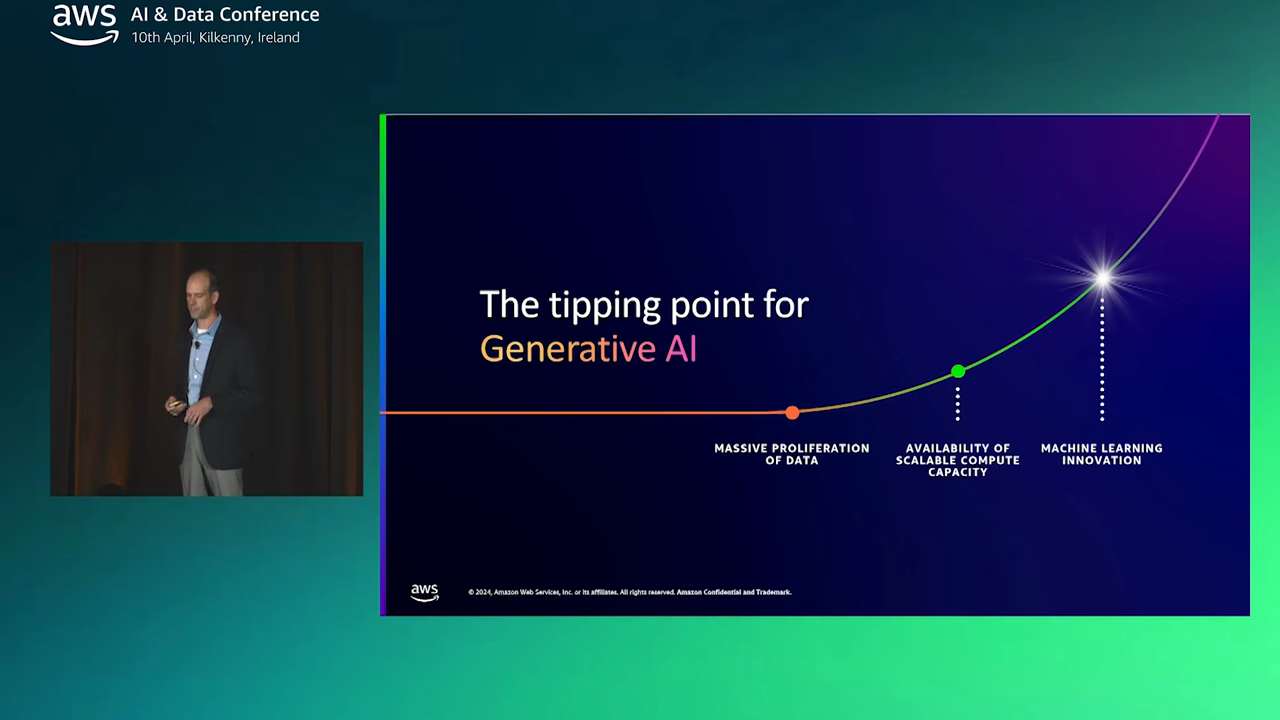 aws
AI & Data Conference
10th April, Kilkenny, Ireland
The tipping point for
Generative AI
MASSIVE PROLIFERATION
OF DATA
AVAILABILITY OF
SCALABLE COMPUTE
CAPACITY
MACHINE LEARNING
INNOVATION
aws
© 2024, Amazon Web Services, Inc. or its affiliates. All rights reserved. Amazon Confidential and Trademark.